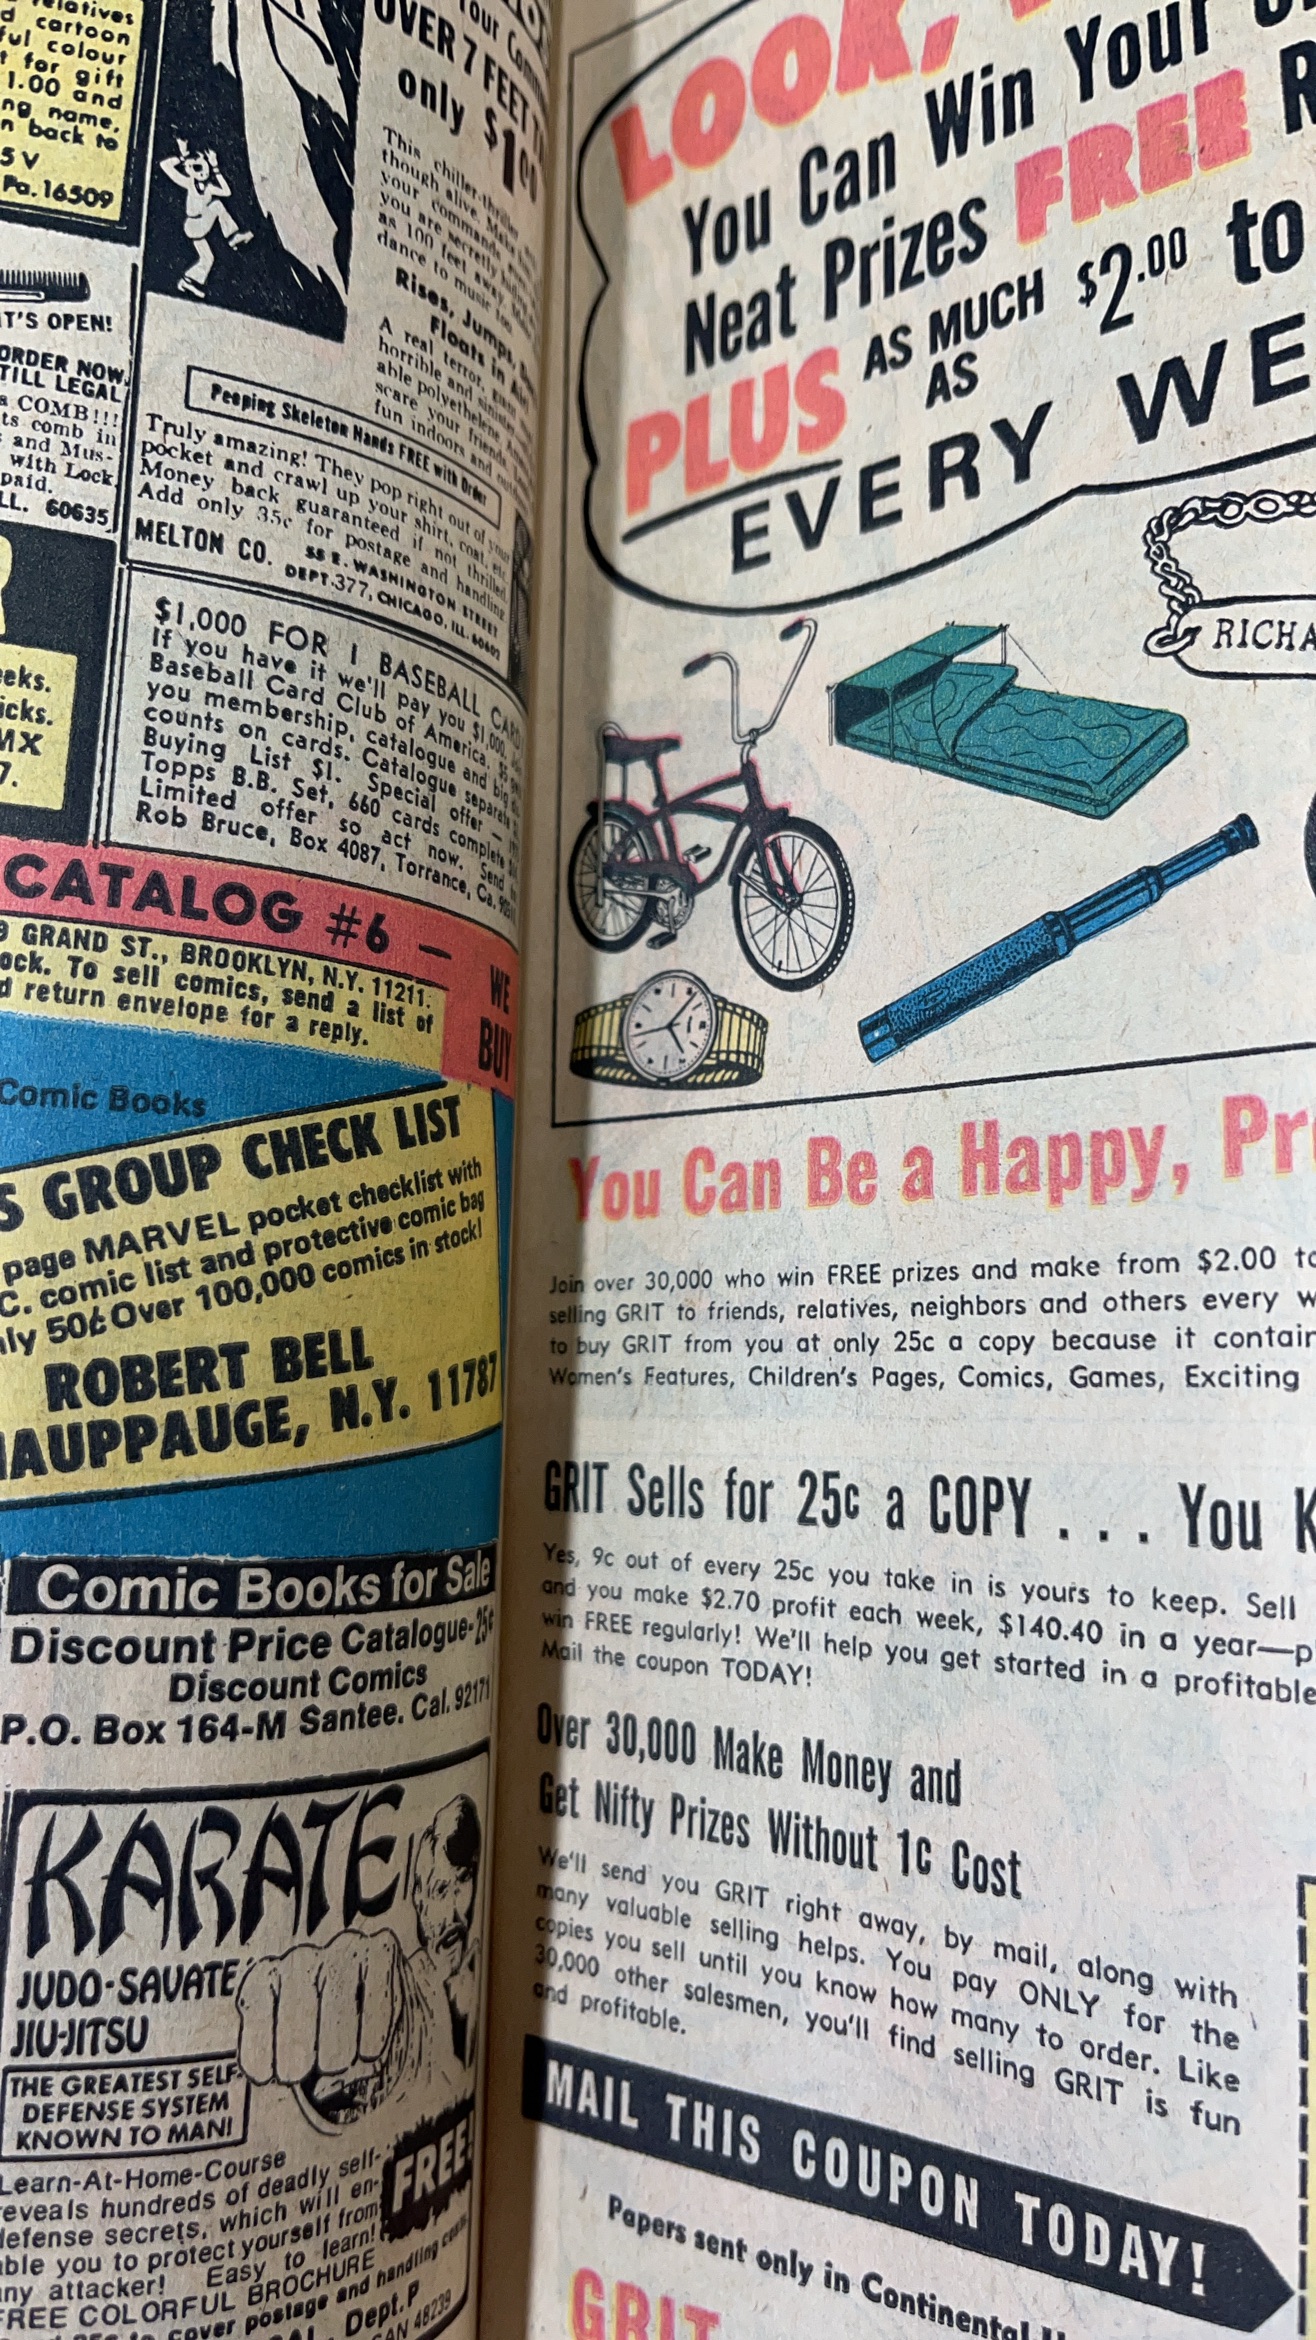 relatives
cartoon
ful colour
for gift
1.00 and
ng name,
n back to
5 V
Pa. 16509
IT'S OPEN!
ORDER NOW,
TILL LEGAL
a COMB!!!
ts comb in
and Mus-
with Lock
paid.
LL. 60635
eeks.
icks.
MX
7.
Your Comm
OVER 7 FEET TA
only $1.00
This chiller-thriller
though alive. Make
your commands,
you are secretly
as 100 feet away.
dance to music too
Rises, Jumps,
Floats in Air
A real terror,
horrible and sinister
able polyethelene
scare your friends,
fun indoors and out
Peeping Skeleton Hands FREE with Order
Truly amazing! They pop right out of your
pocket and crawl up your shirt, coat, etc.
Money back guaranteed if not thrilled.
Add only 35c for postage and handling
MELTON CO. 55 E. WASHINGTON STREET
DEPT. 377, CHICAGO, ILL. 60602
$1,000 FOR 1 BASEBALL CARD
If you have it we'll pay you $1,000.
Baseball Card Club of America. $5
you membership, catalogue and big dis
counts on cards. Catalogue separate
Buying List $1. Special offer —
Topps B.B. Set, 660 cards complete
Limited offer so act now. Send
Rob Bruce, Box 4087, Torrance, Ca.
CATALOG #6 — WE
BUY
9 GRAND ST., BROOKLYN, N.Y. 11211.
ock. To sell comics, send a list of
d return envelope for a reply.
Comic Books
S GROUP CHECK LIST
page MARVEL pocket checklist with
C. comic list and protective comic bag
nly 50¢ Over 100,000 comics in stock!
ROBERT BELL
HAUPPAUGE, N.Y. 11787
Comic Books for Sale
Discount Price Catalogue-25¢
Discount Comics
P.O. Box 164-M Santee. Cal. 92171
KARATE
JUDO-SAVATE
JIU-JITSU
THE GREATEST SELF-
DEFENSE SYSTEM
KNOWN TO MAN!
Learn-At-Home-Course
reveals hundreds of deadly self-
defense secrets, which will en-
able you to protect yourself from
any attacker! Easy to learn!
FREE!
FREE COLORFUL BROCHURE
to cover postage and handling costs.
Dept. P
48239
LOOK,
You Can Win Your
Neat Prizes FREE
PLUS AS MUCH AS $2.00 to
EVERY WE
RICHA
You Can Be a Happy, Pr
Join over 30,000 who win FREE prizes and make from $2.00 to
selling GRIT to friends, relatives, neighbors and others every w
to buy GRIT from you at only 25c a copy because it contain
Women's Features, Children's Pages, Comics, Games, Exciting
GRIT Sells for 25c a COPY . . . You K
Yes, 9c out of every 25c you take in is yours to keep. Sell
and you make $2.70 profit each week, $140.40 in a year—p
win FREE regularly! We'll help you get started in a profitable
Mail the coupon TODAY!
Over 30,000 Make Money and
Get Nifty Prizes Without 1c Cost
We'll send you GRIT right away, by mail, along with
many valuable selling helps. You pay ONLY for the
copies you sell until you know how many to order. Like
30,000 other salesmen, you'll find selling GRIT is fun
and profitable.
MAIL THIS COUPON TODAY!
Papers sent only in Continental
GRIT